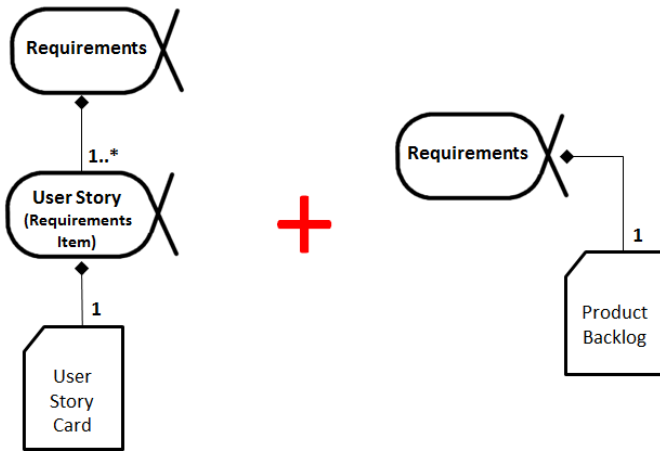 Requirements
1..*
User Story
(Requirements
Item)
1
User
Story
Card
Requirements
1
Product
Backlog